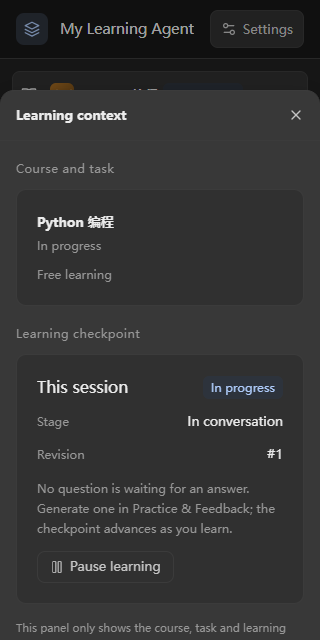 My Learning Agent
Settings
Learning context
Course and task
Python 编程
In progress
Free learning
Learning checkpoint
This session
In progress
Stage
In conversation
Revision
#1
No question is waiting for an answer.
Generate one in Practice & Feedback; the
checkpoint advances as you learn.
Pause learning
This panel only shows the course, task and learning